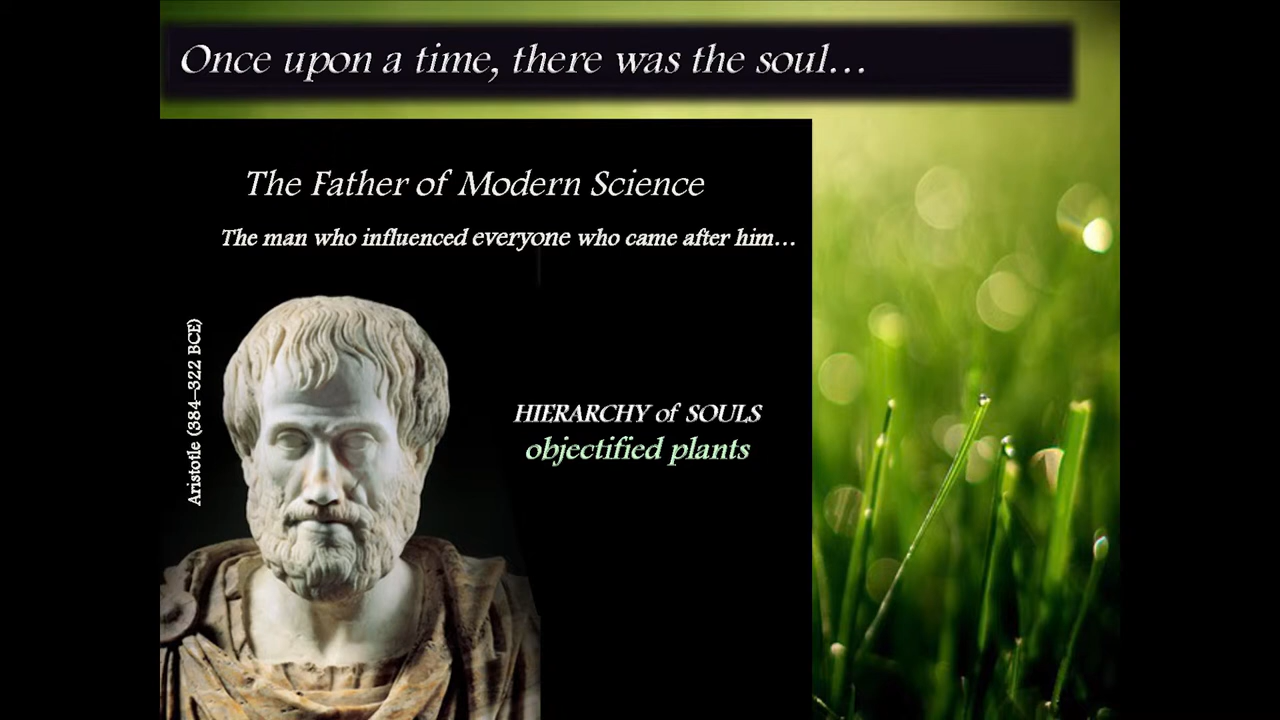 Once upon a time, there was the soul…
The Father of Modern Science
The man who influenced everyone who came after him…
Aristotle (384–322 BCE)
HIERARCHY of SOULS
objectified plants